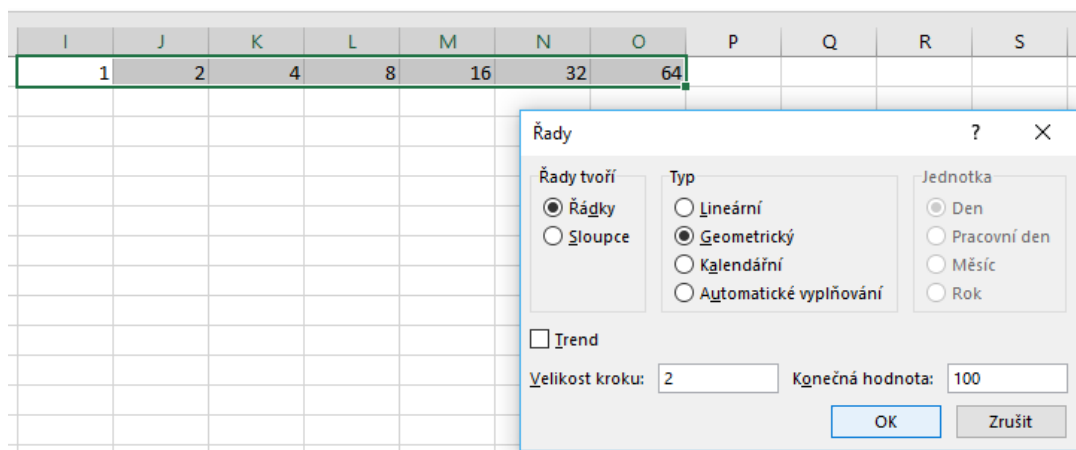 I J K L M N O P Q R S
1 2 4 8 16 32 64
Řady ? ✕
Řady tvoří Typ Jednotka
Řádky Lineární Den
Sloupce Geometrický Pracovní den
Kalendářní Měsíc
Automatické vyplňování Rok
Trend
Velikost kroku: 2 Konečná hodnota: 100
OK Zrušit